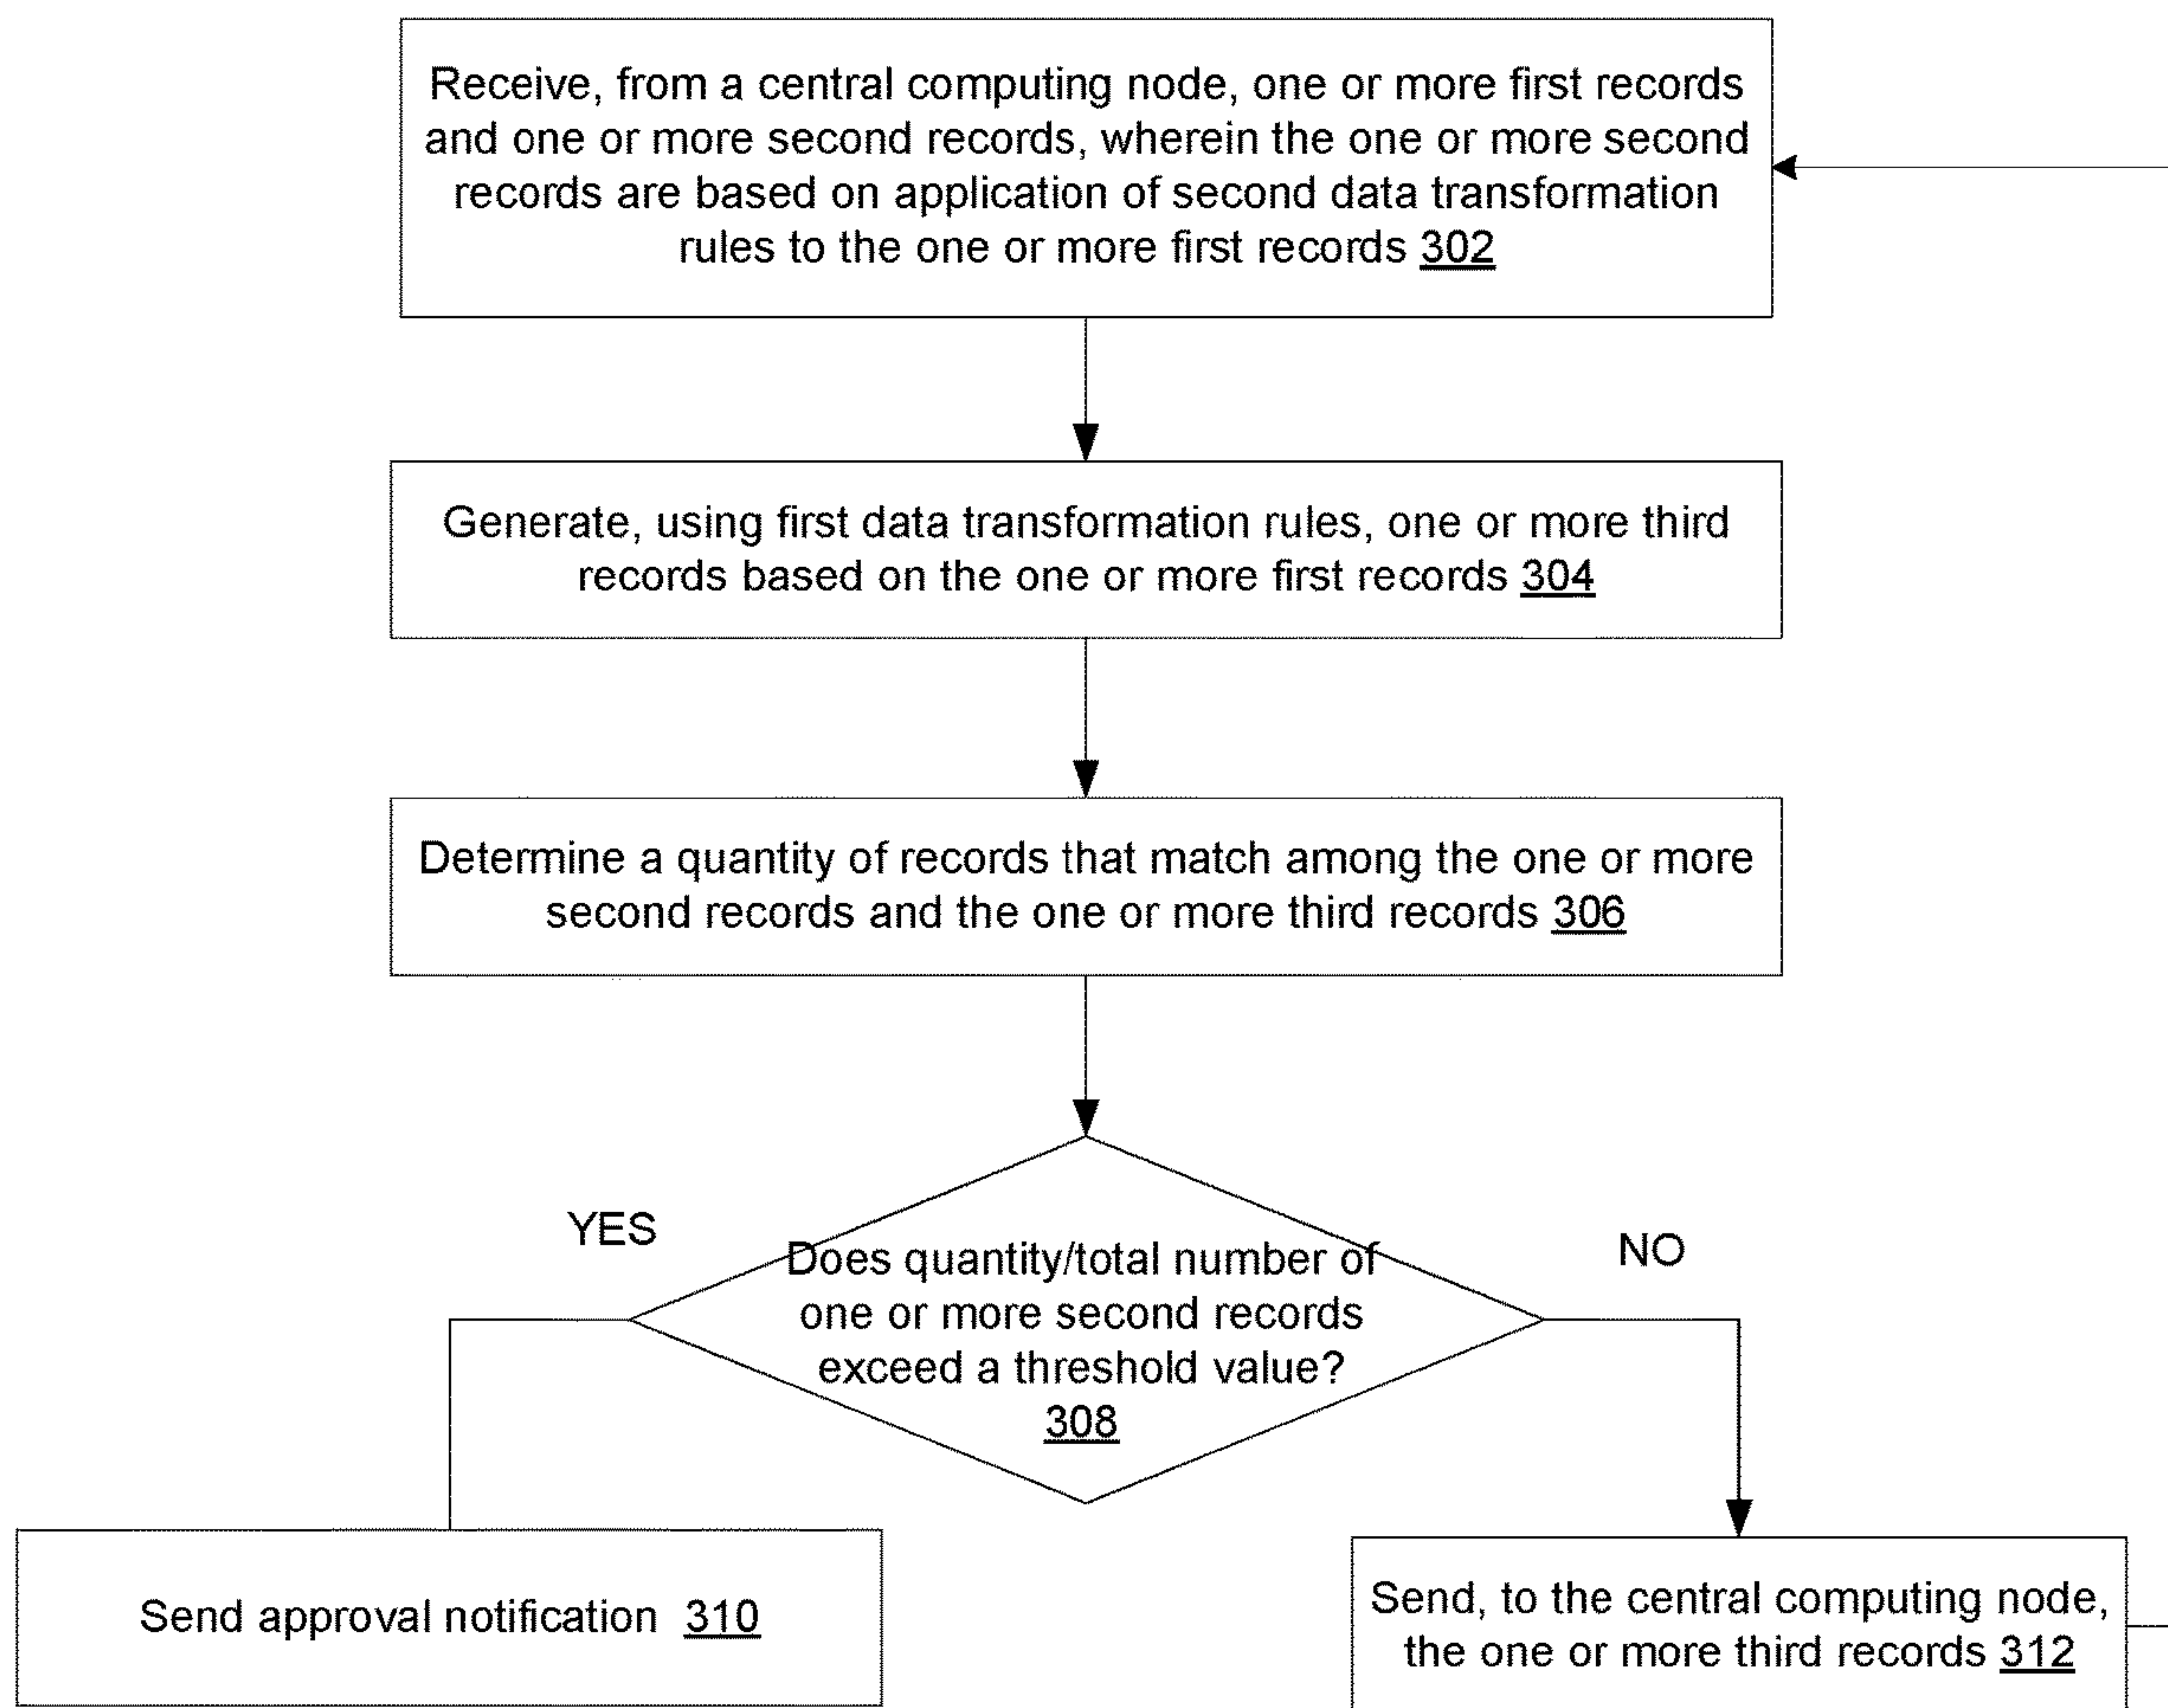 Receive, from a central computing node, one or more first records
and one or more second records, wherein the one or more second
records are based on application of second data transformation
rules to the one or more first records 302
Generate, using first data transformation rules, one or more third
records based on the one or more first records 304
Determine a quantity of records that match among the one or more
second records and the one or more third records 306
YES
NO
Does quantity/total number of
one or more second records
exceed a threshold value?
308
Send approval notification 310
Send, to the central computing node,
the one or more third records 312